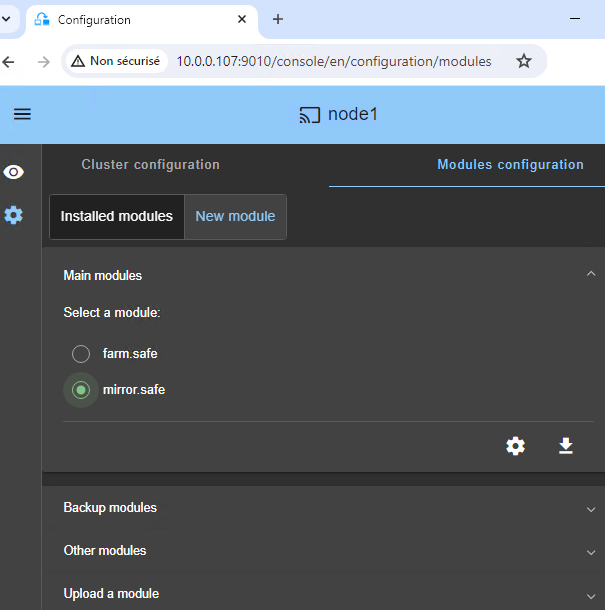 Configuration
Non sécurisé 10.0.0.107:9010/console/en/configuration/modules
node1
Cluster configuration Modules configuration
Installed modules New module
Main modules
Select a module:
farm.safe
mirror.safe
Backup modules
Other modules
Upload a module